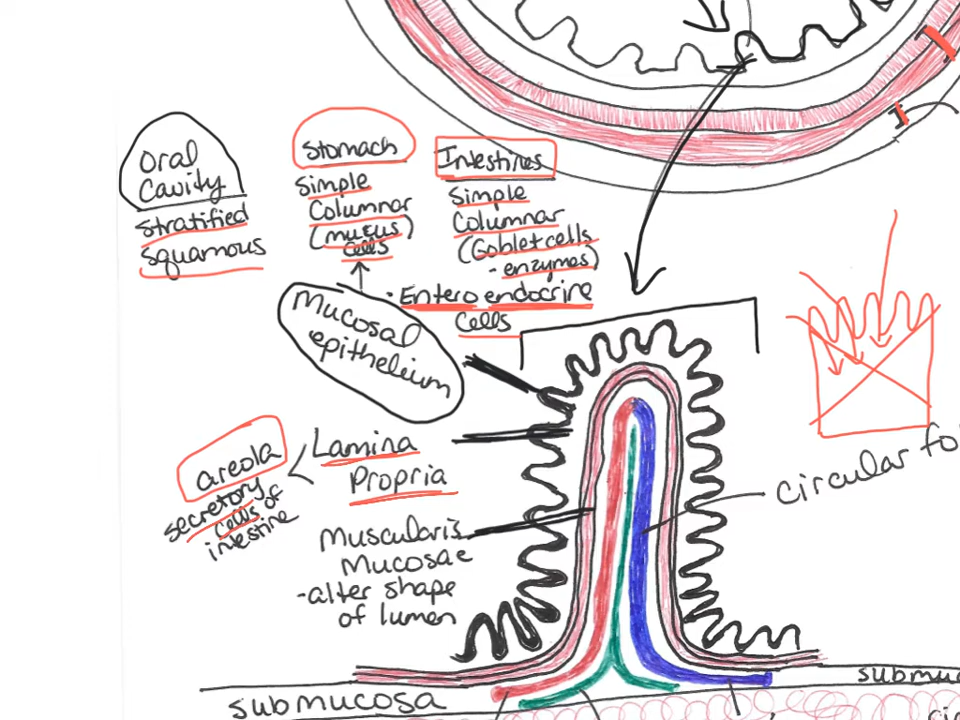 Oral
Cavity
stratified
squamous
Stomach
Simple
Columnar
(mucus)
cells
Intestines
Simple
Columnar
(Goblet cells
- enzymes)
· Entero endocrine
Cells
Mucosal
epithelium
areola
secretory
cells of
intestine
Lamina
Propria
Muscularis
Mucosae
- alter shape
of lumen
circular fo
submucosa
submuc